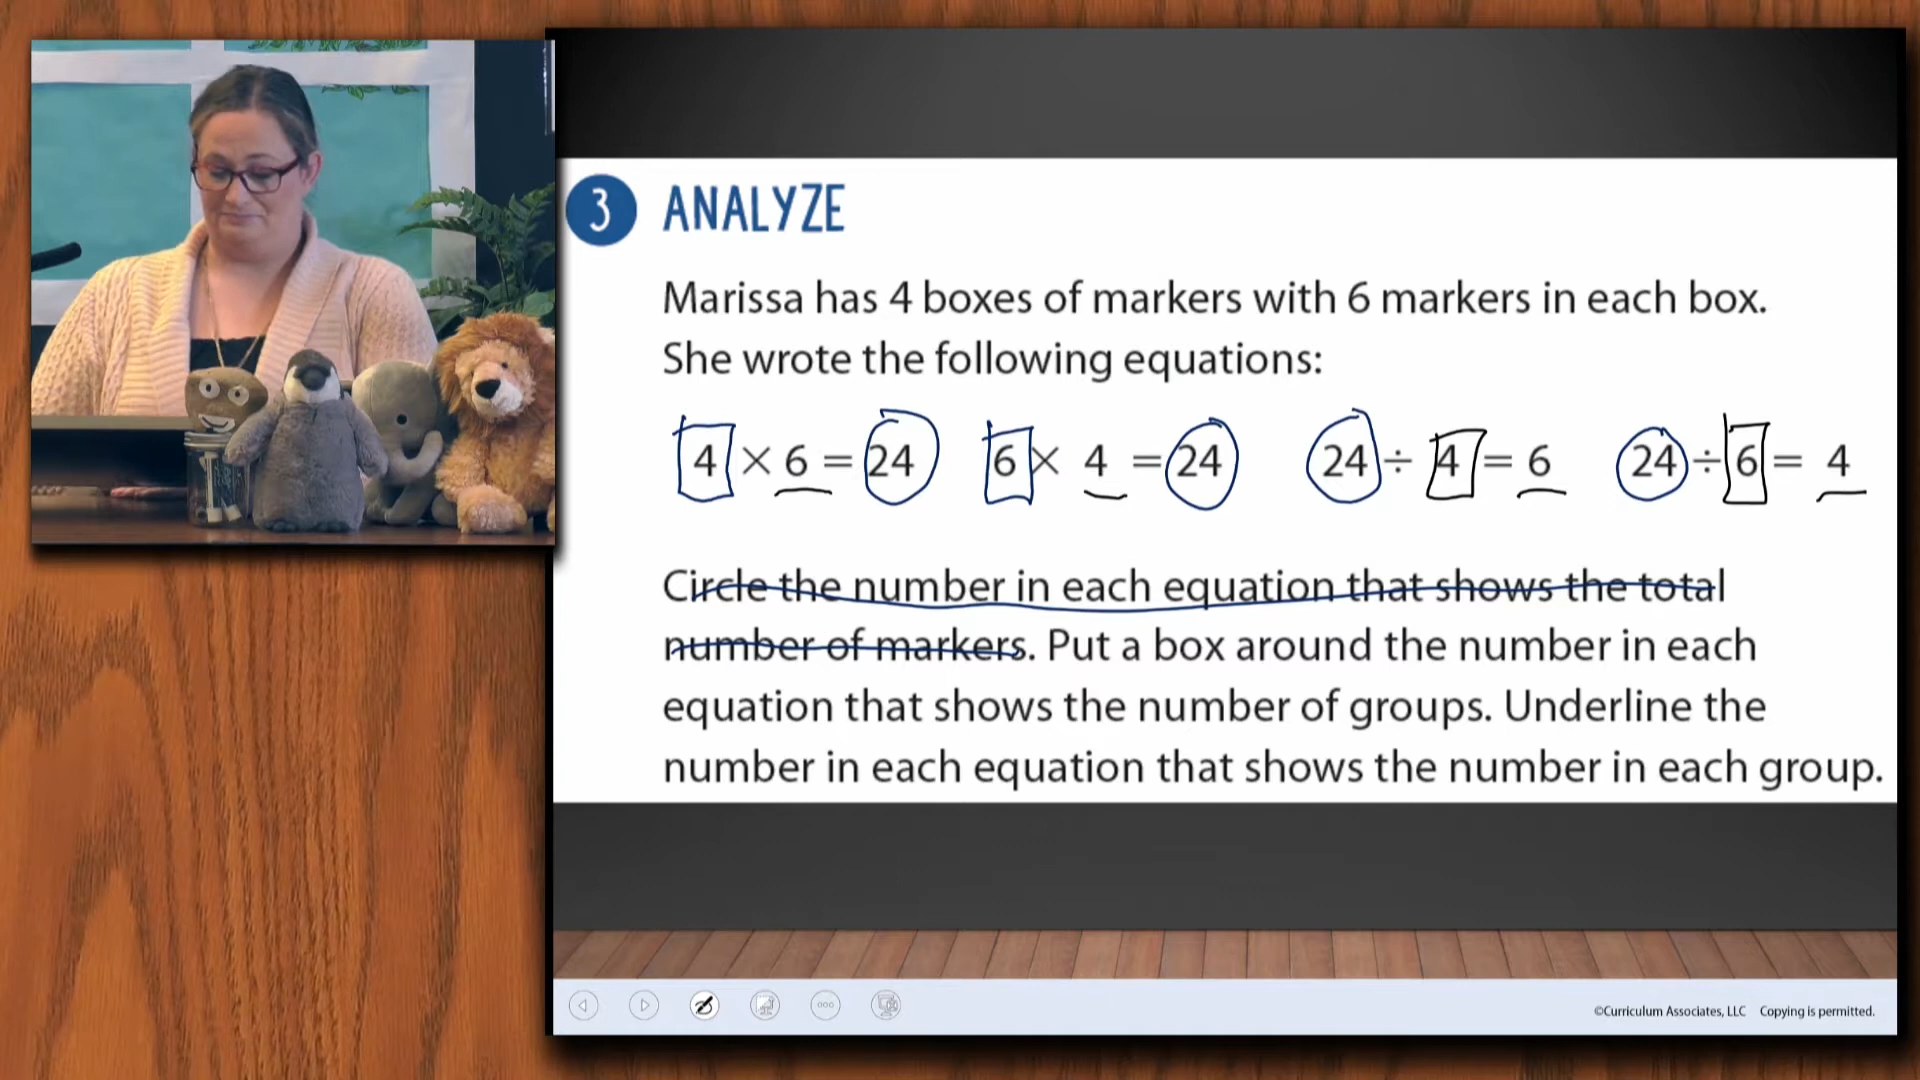 3 ANALYZE
Marissa has 4 boxes of markers with 6 markers in each box.
She wrote the following equations:
4 × 6 = 24 6 × 4 = 24 24 ÷ 4 = 6 24 ÷ 6 = 4
Circle the number in each equation that shows the total
number of markers. Put a box around the number in each
equation that shows the number of groups. Underline the
number in each equation that shows the number in each group.
©Curriculum Associates, LLC Copying is permitted.